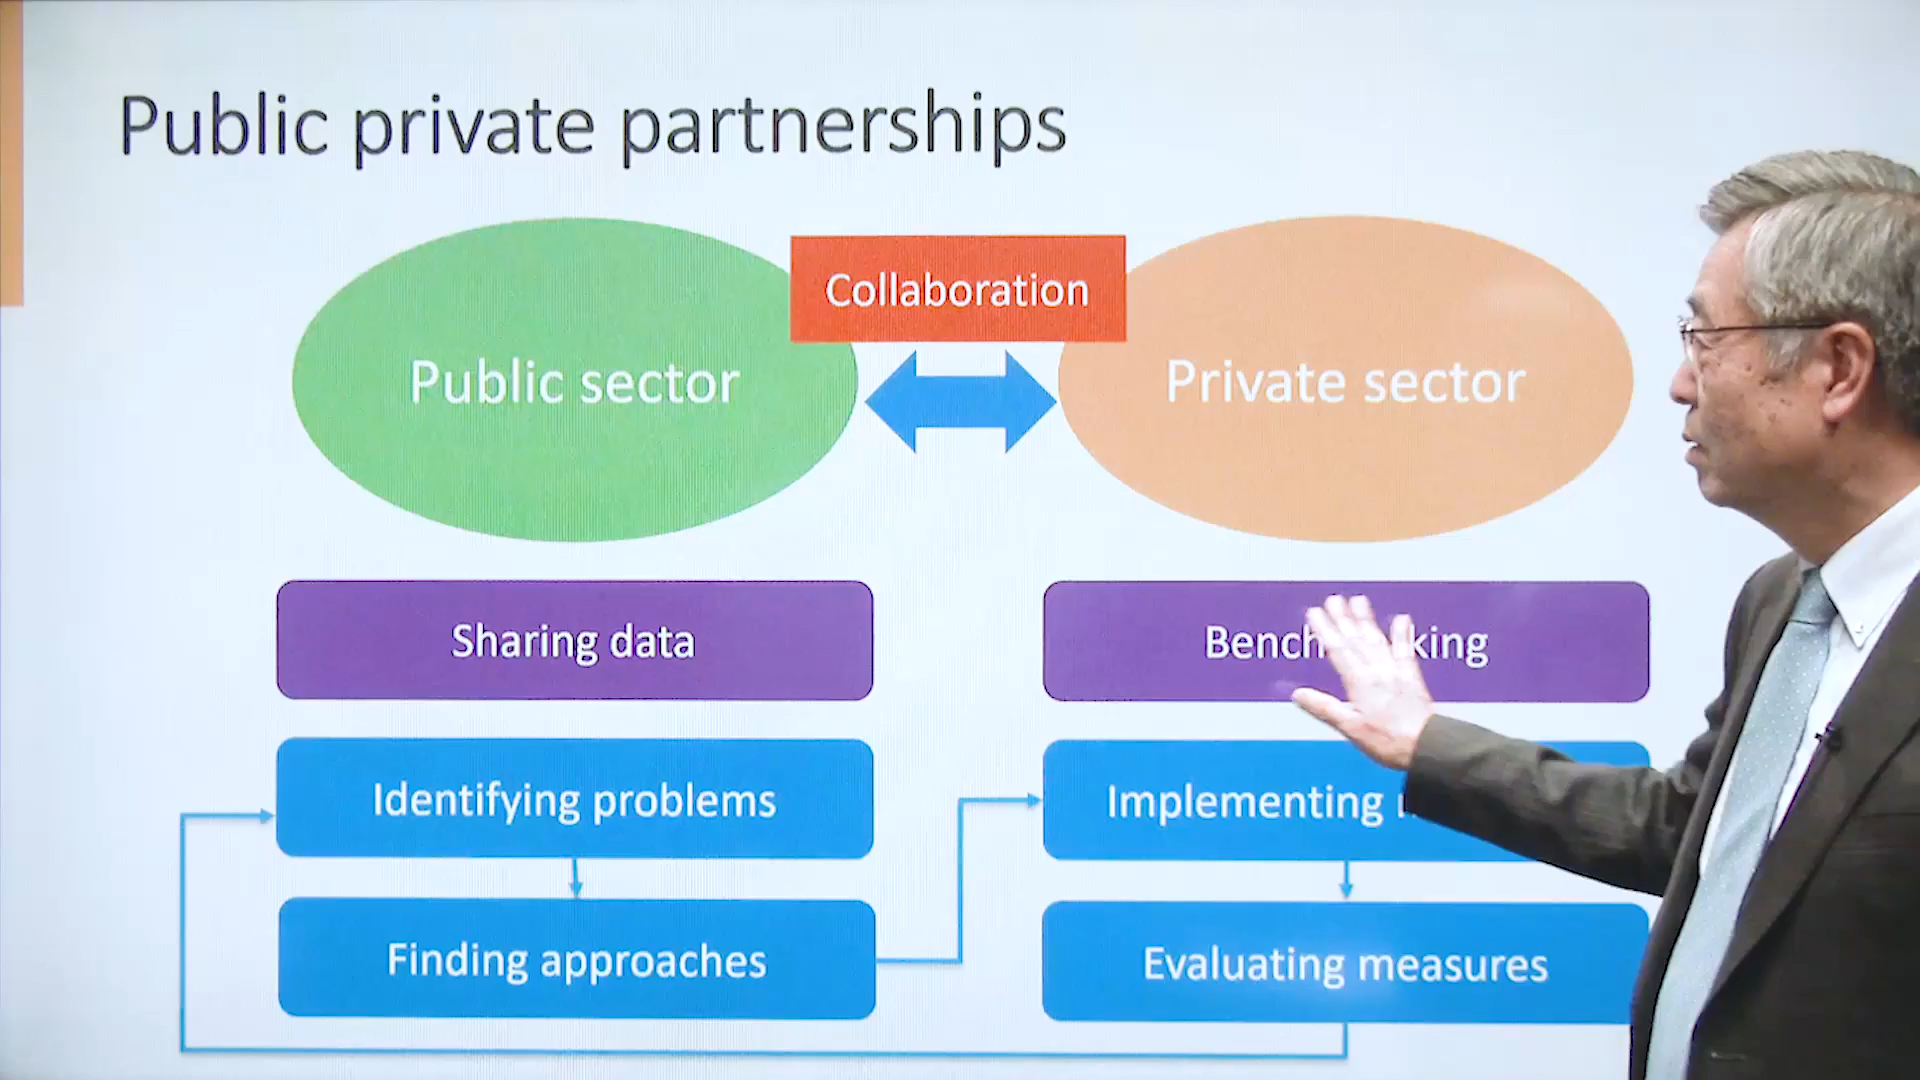 Public private partnerships
Collaboration
Public sector
Private sector
Sharing data
Identifying problems
Implementing
Finding approaches
Evaluating measures